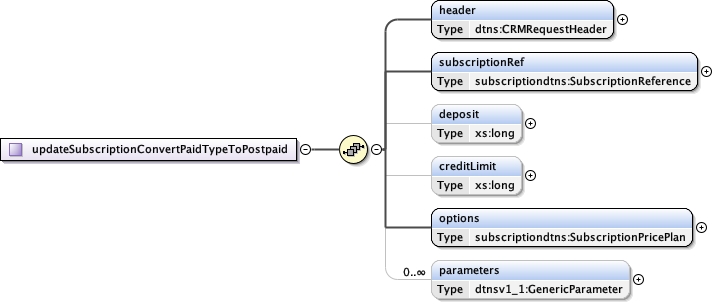 header
Type dtns:CRMRequestHeader
subscriptionRef
Type subscriptiondtns:SubscriptionReference
deposit
Type xs:long
updateSubscriptionConvertPaidTypeToPostpaid
creditLimit
Type xs:long
options
Type subscriptiondtns:SubscriptionPricePlan
0..∞
parameters
Type dtnsv1_1:GenericParameter